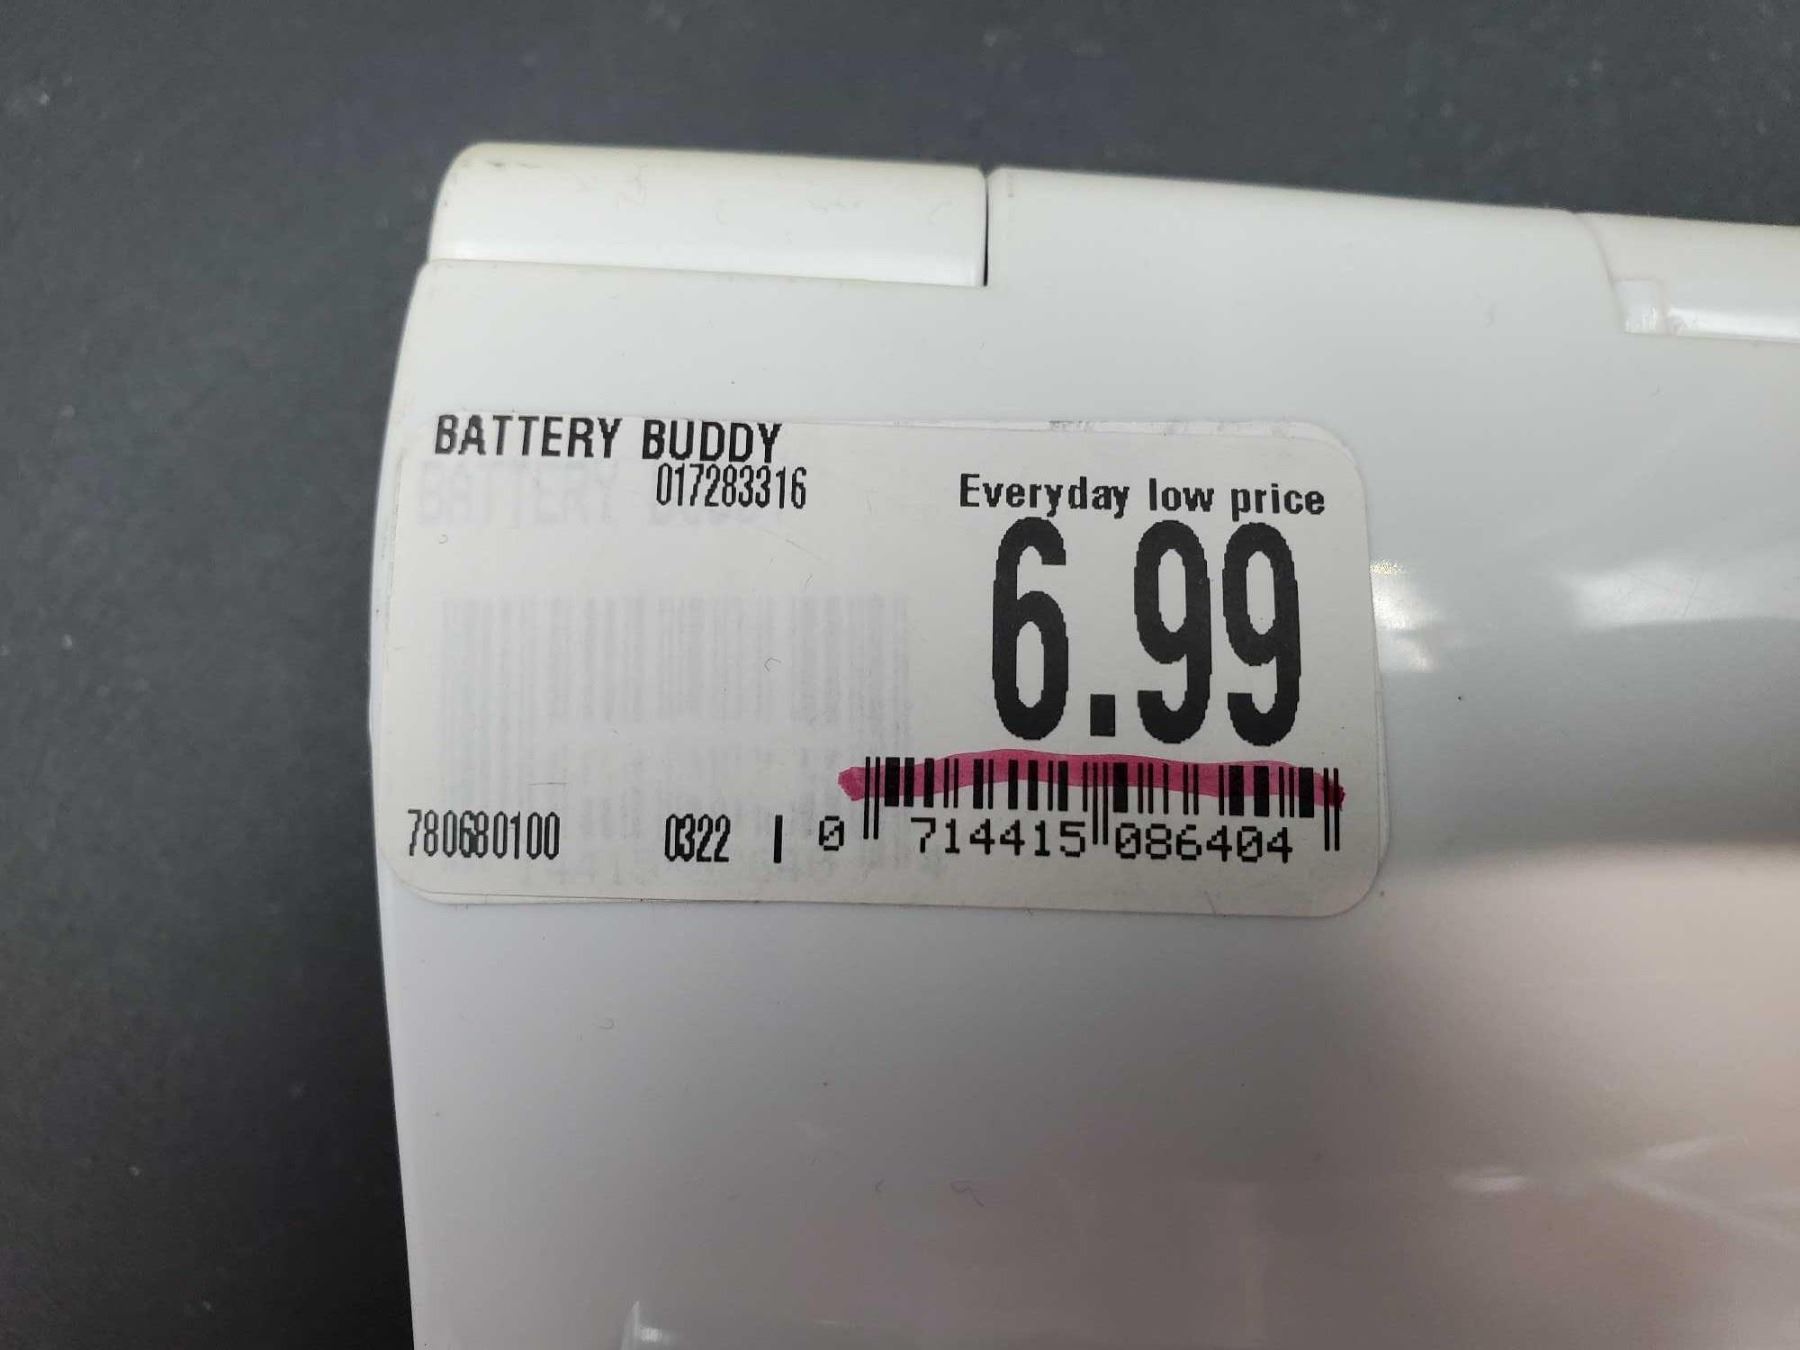 BATTERY BUDDY
017283316
Everyday low price
6.99
780680100 0322 I 0 714415 086404